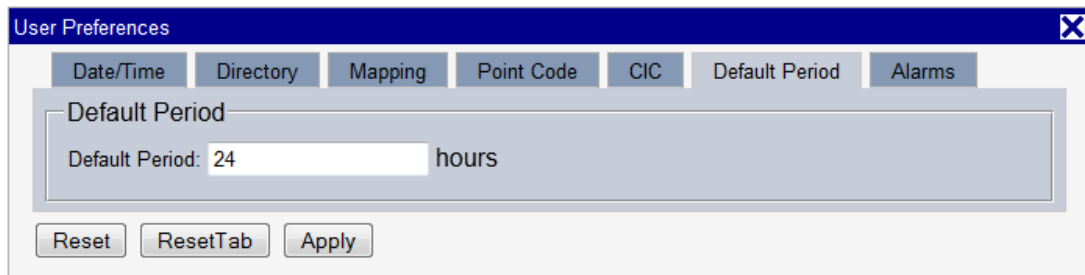 User Preferences
Date/Time Directory Mapping Point Code CIC Default Period Alarms
Default Period
Default Period: 24 hours
Reset ResetTab Apply